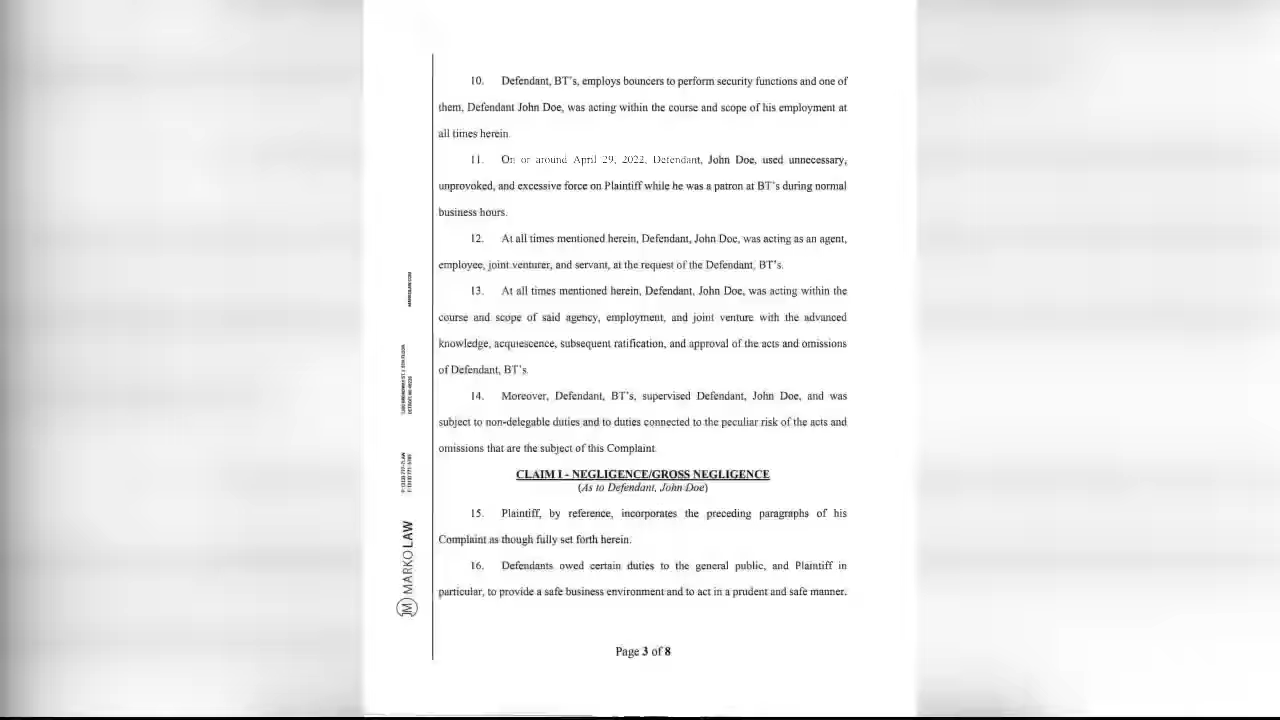 10. Defendant, BT's, employs bouncers to perform security functions and one of
them, Defendant John Doe, was acting within the course and scope of his employment at
all times herein.
11. On or around April 29, 2022, Defendant, John Doe, used unnecessary,
unprovoked, and excessive force on Plaintiff while he was a patron at BT's during normal
business hours.
12. At all times mentioned herein, Defendant, John Doe, was acting as an agent,
employee, joint venturer, and servant, at the request of the Defendant, BT's.
13. At all times mentioned herein, Defendant, John Doe, was acting within the
course and scope of said agency, employment, and joint venture with the advanced
knowledge, acquiescence, subsequent ratification, and approval of the acts and omissions
of Defendant, BT's.
14. Moreover, Defendant, BT's, supervised Defendant, John Doe, and was
subject to non-delegable duties and to duties connected to the peculiar risk of the acts and
omissions that are the subject of this Complaint.
CLAIM I - NEGLIGENCE/GROSS NEGLIGENCE
(As to Defendant, John Doe)
15. Plaintiff, by reference, incorporates the preceding paragraphs of his
Complaint as though fully set forth herein.
16. Defendants owed certain duties to the general public, and Plaintiff in
particular, to provide a safe business environment and to act in a prudent and safe manner.
Page 3 of 8
MARKO LAW